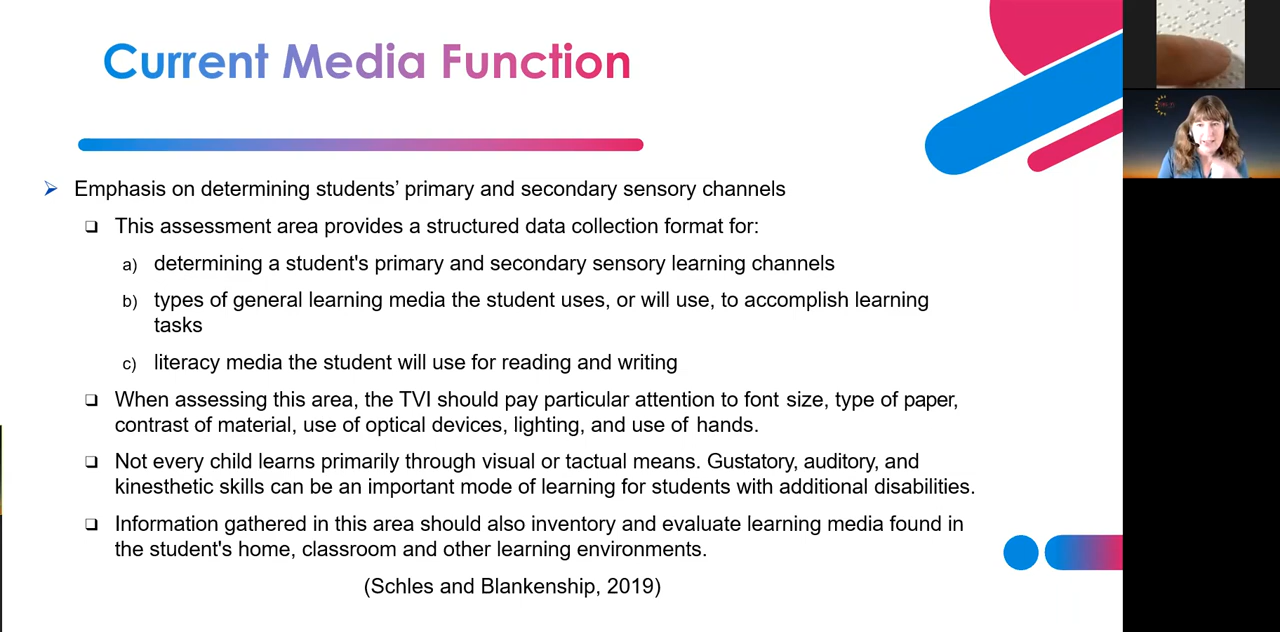 Current Media Function
➢ Emphasis on determining students’ primary and secondary sensory channels
❑ This assessment area provides a structured data collection format for:
a) determining a student's primary and secondary sensory learning channels
b) types of general learning media the student uses, or will use, to accomplish learning
tasks
c) literacy media the student will use for reading and writing
❑ When assessing this area, the TVI should pay particular attention to font size, type of paper,
contrast of material, use of optical devices, lighting, and use of hands.
❑ Not every child learns primarily through visual or tactual means. Gustatory, auditory, and
kinesthetic skills can be an important mode of learning for students with additional disabilities.
❑ Information gathered in this area should also inventory and evaluate learning media found in
the student's home, classroom and other learning environments.
(Schles and Blankenship, 2019)